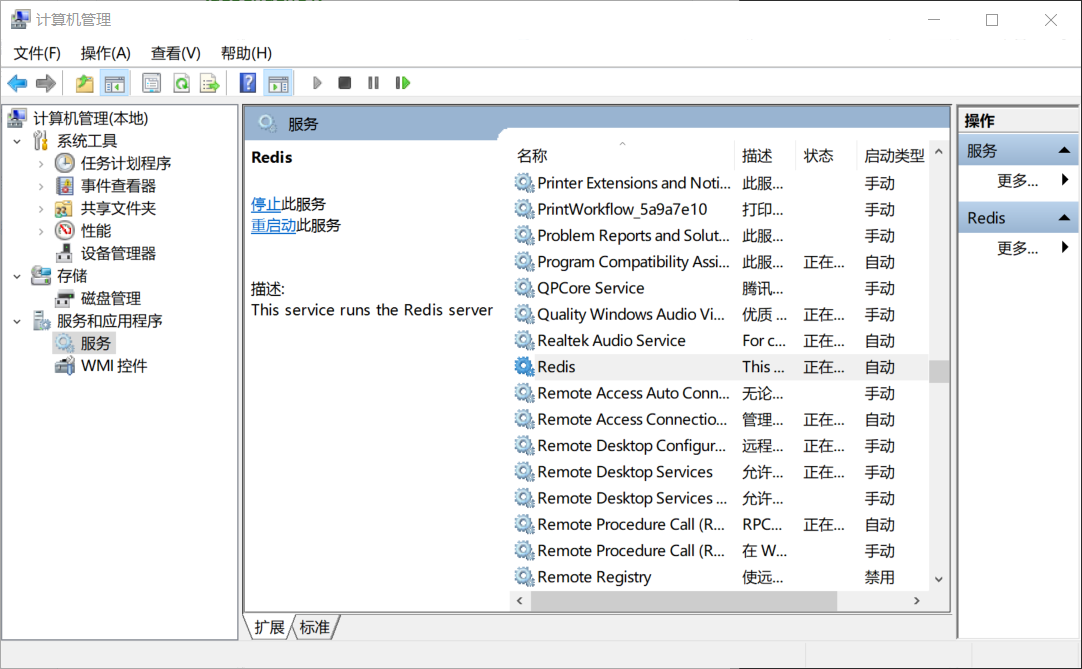 计算机管理
文件(F) 操作(A) 查看(V) 帮助(H)
计算机管理(本地)
系统工具
任务计划程序
事件查看器
共享文件夹
性能
设备管理器
存储
磁盘管理
服务和应用程序
服务
WMI 控件
服务
Redis
停止此服务
重启动此服务
描述:
This service runs the Redis server
名称 描述 状态 启动类型
Printer Extensions and Noti... 此服... 手动
PrintWorkflow_5a9a7e10 打印... 手动
Problem Reports and Solut... 此服... 手动
Program Compatibility Assi... 此服... 正在... 自动
QPCore Service 腾讯... 手动
Quality Windows Audio Vi... 优质 ... 正在... 手动
Realtek Audio Service For c... 正在... 自动
Redis This ... 正在... 自动
Remote Access Auto Conn... 无论... 手动
Remote Access Connectio... 管理... 正在... 自动
Remote Desktop Configur... 远程... 正在... 手动
Remote Desktop Services 允许... 正在... 手动
Remote Desktop Services ... 允许... 手动
Remote Procedure Call (R... RPC... 正在... 自动
Remote Procedure Call (R... 在 W... 手动
Remote Registry 使远... 禁用
扩展 标准
操作
服务
更多...
Redis
更多...